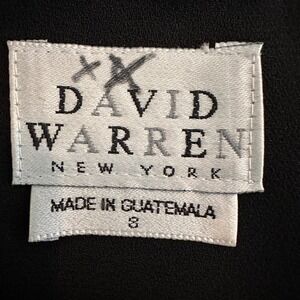 DAVID
WARREN
NEW YORK
MADE IN GUATEMALA
8